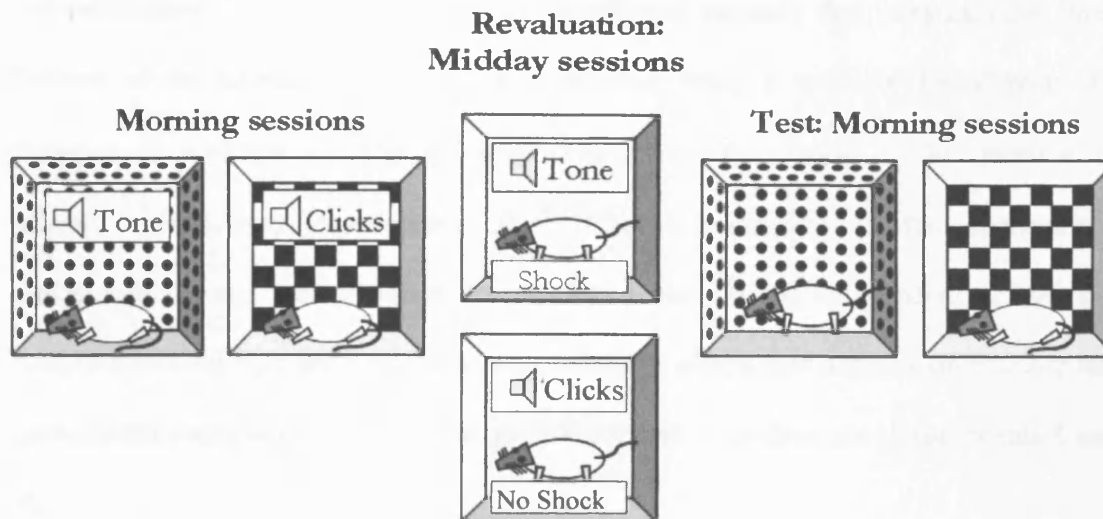 Revaluation:
Midday sessions
Morning sessions
Tone
Clicks
Tone
Shock
Clicks
No Shock
Test: Morning sessions